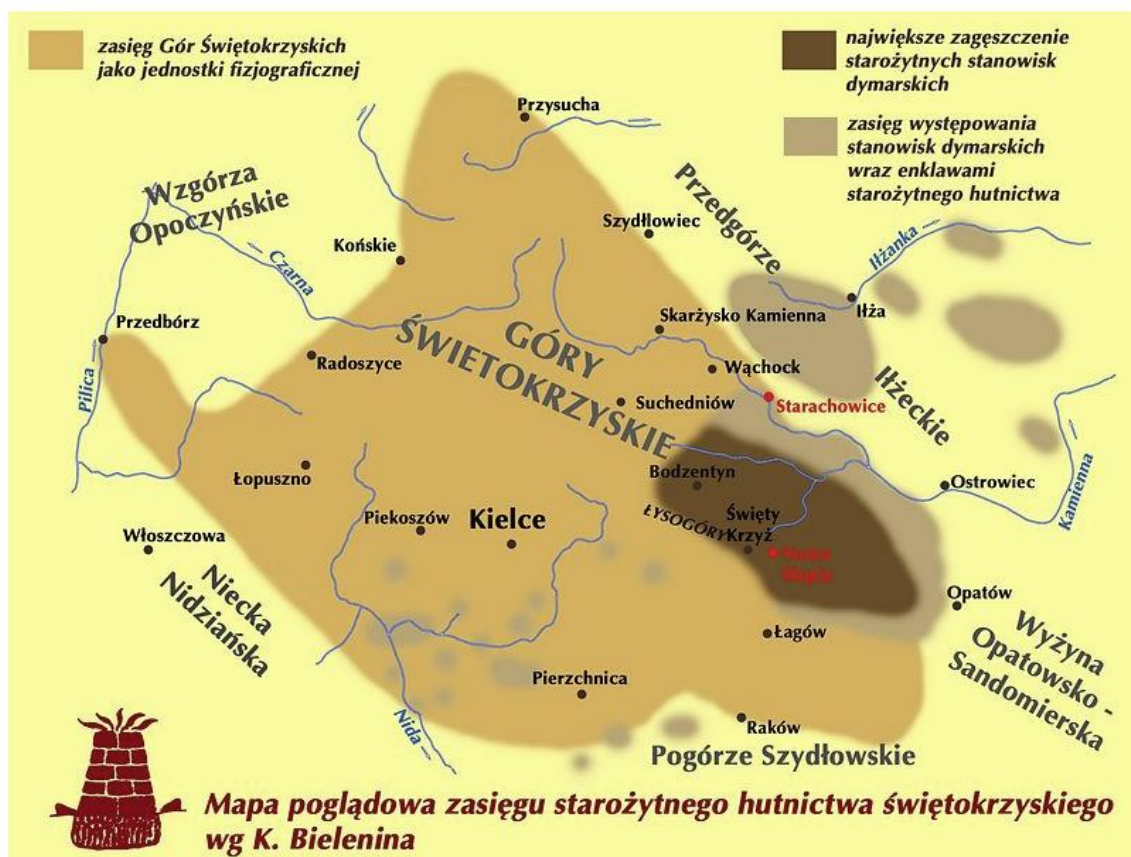 zasięg Gór Świętokrzyskich
jako jednostki fizjograficznej
największe zagęszczenie
starożytnych stanowisk
dymarskich
zasięg występowania
stanowisk dymarskich
wraz enklawami
starożytnego hutnictwa
Przysucha
Wzgórza
Opoczyńskie
Przedgórze
Iłżeckie
Szydłlowiec
Końskie
Czarna
Iłżanka
Iłża
Przedbórz
Pilica
Skarżysko Kamienna
GÓRY
ŚWIETOKRZYSKIE
Radoszyce
Wąchock
Suchedniów
Starachowice
Łopuszno
Bodzentyn
Ostrowiec
Kamienna
Piekoszów
Kielce
ŁYSOGÓRY
Święty
Krzyż
Nowa
Słupia
Włoszczowa
Niecka
Nidziańska
Opatów
Łagów
Wyżyna
Opatowsko -
Sandomierska
Pierzchnica
Nida
Raków
Pogórze Szydłowskie
Mapa poglądowa zasięgu starożytnego hutnictwa świętokrzyskiego
wg K. Bielenina